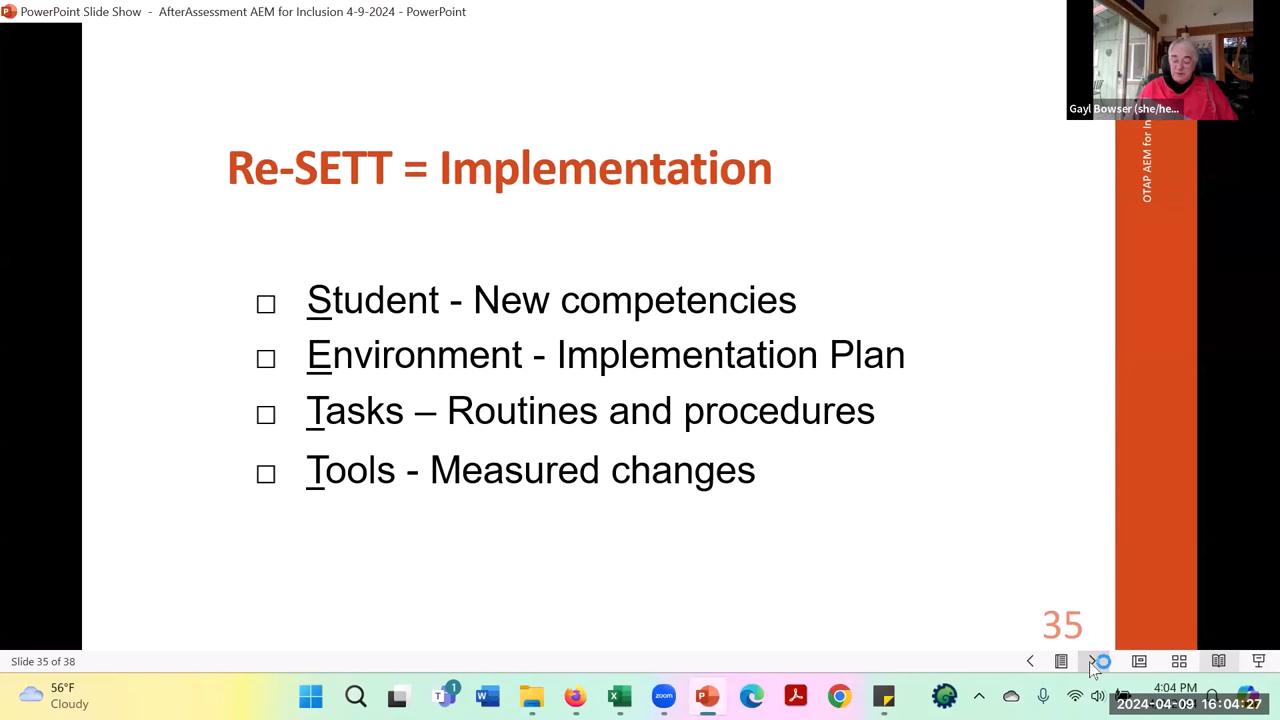 PowerPoint Slide Show - AfterAssessment AEM for Inclusion 4-9-2024 - PowerPoint
Gayl Bowser (she/he...
OTAP AEM for In
Re-SETT = Implementation
Student - New competencies
Environment - Implementation Plan
Tasks – Routines and procedures
Tools - Measured changes
35
Slide 35 of 38
56°F
Cloudy
1
zoom
4:04 PM
2024-04-09 16:04:27